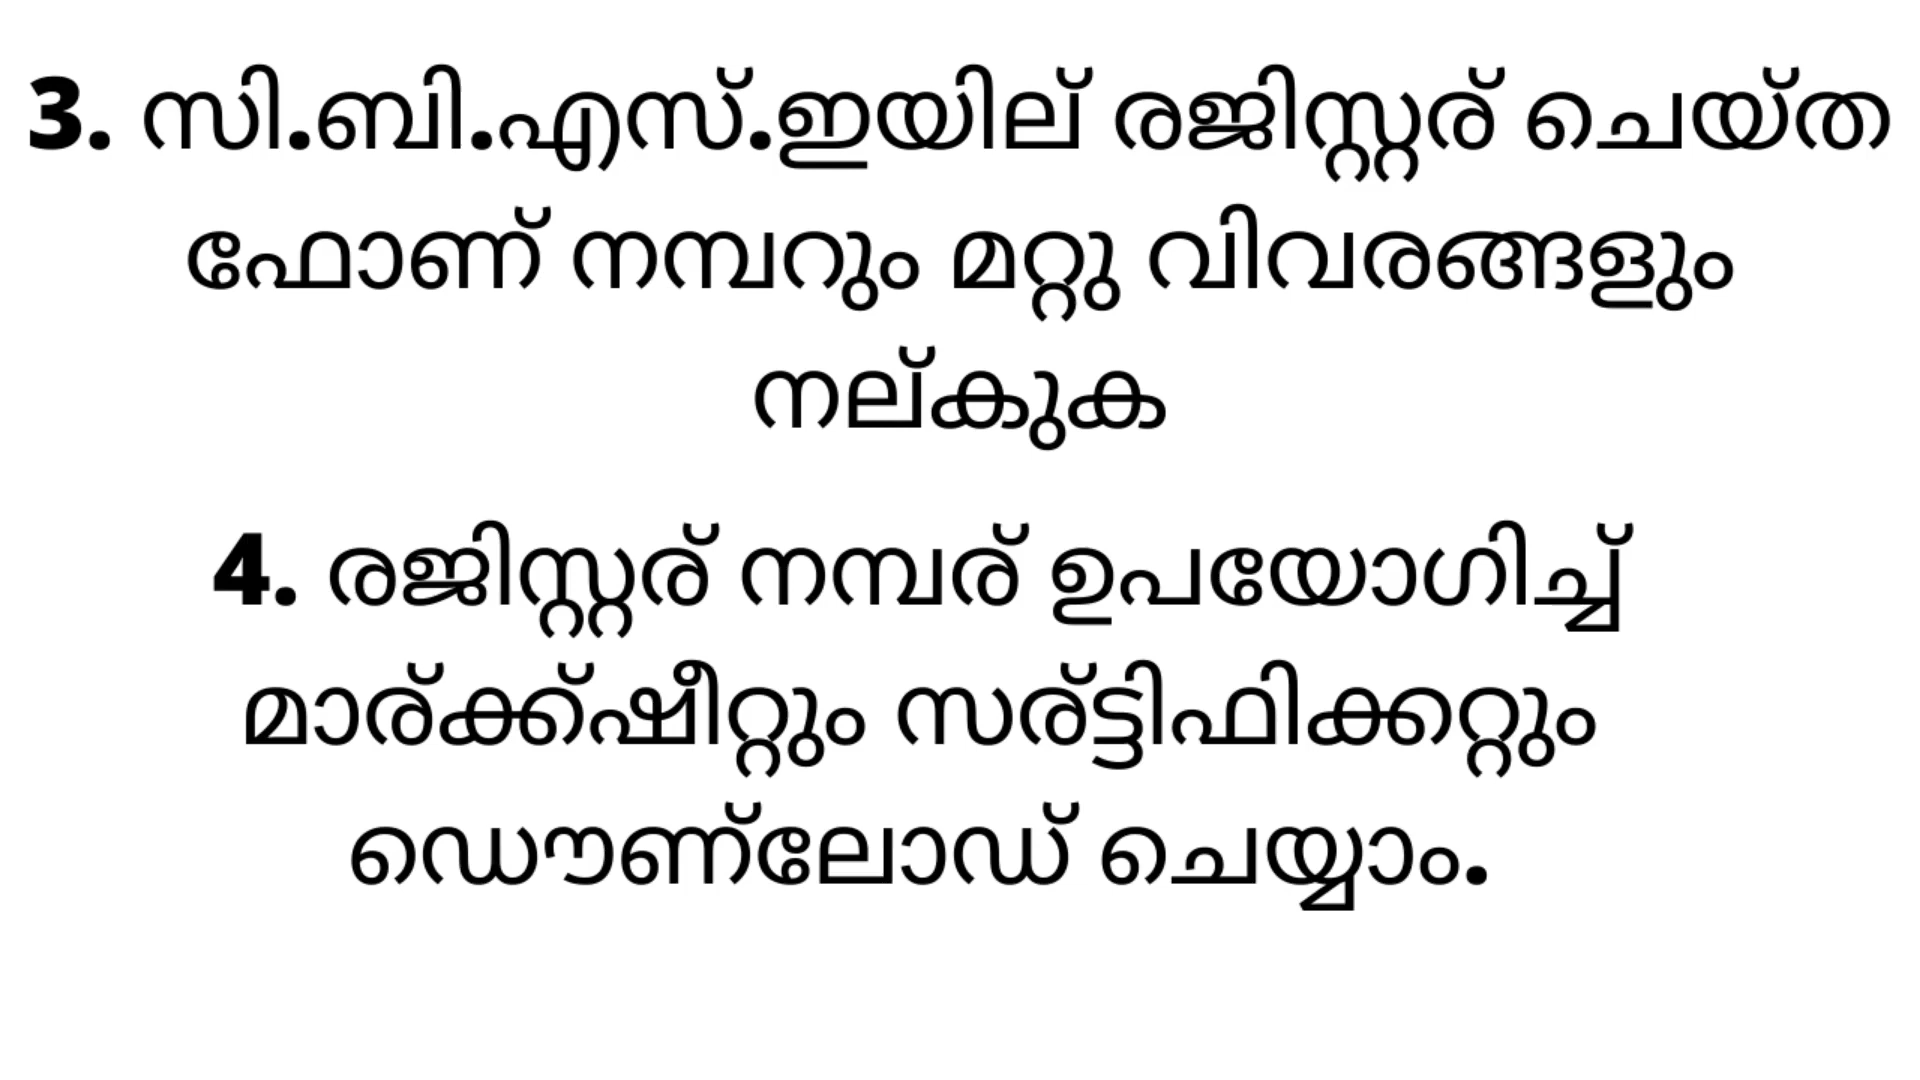 3. സി.ബി.എസ്.ഇയില് രജിസ്റ്റര് ചെയ്ത
ഫോണ് നമ്പറും മറ്റു വിവരങ്ങളും
നല്കുക
4. രജിസ്റ്റര് നമ്പര് ഉപയോഗിച്ച്
മാര്ക്ക്ഷീറ്റും സര്ട്ടിഫിക്കറ്റും
ഡൌണ്ലോഡ് ചെയ്യാം.